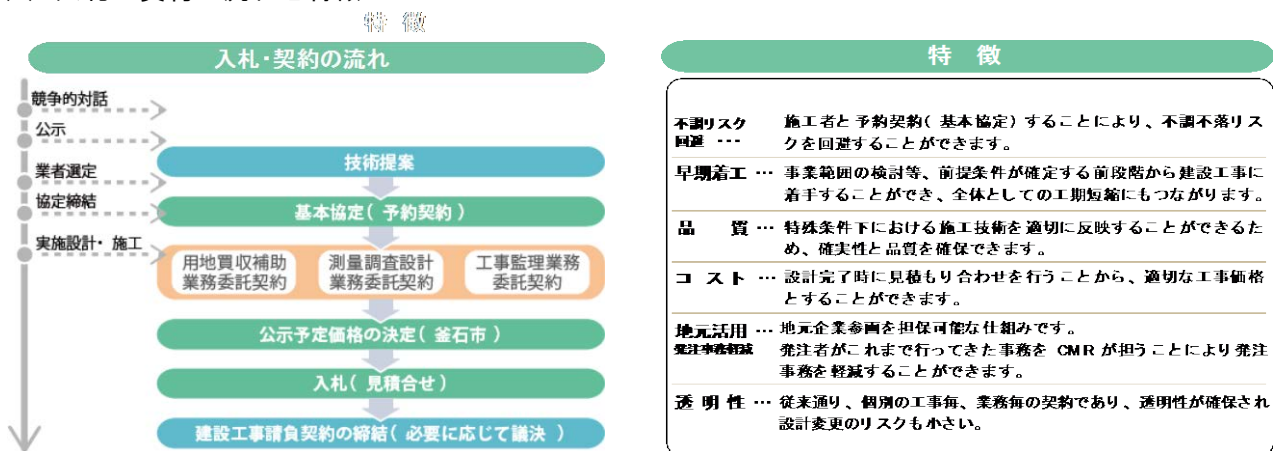 特 徴
入札･契約の流れ
競争的対話
公示
業者選定
協定締結
実施設計・施工
技術提案
基本協定( 予約契約 )
用地買収補助
業務委託契約
測量調査設計
業務委託契約
工事監理業務
委託契約
公示予定価格の決定( 釜石市 )
入札( 見積合せ )
建設工事請負契約の締結( 必要に応じて議決 )
特 徴
不調リスク 施工者と予約契約( 基本協定) することにより、不調不落リス
回避 … クを回避することができます。
早期着工 … 事業範囲の検討等、前提条件が確定する前段階から建設工事に
着手することができ、全体としての工期短縮にもつながります。
品 質 … 特殊条件下における施工技術を適切に反映することができるた
め、確実性と品質を確保できます。
コ ス ト … 設計完了時に見積もり合わせを行うことから、適切な工事価格
とすることができます。
地元活用 … 地元企業参画を担保可能な仕組みです。
発注事務軽減 発注者がこれまで行ってきた事務を CMR が担うことにより発注
事務を軽減することができます。
透 明 性 … 従来通り、個別の工事毎、業務毎の契約であり、透明性が確保され
設計変更のリスクも小さい。